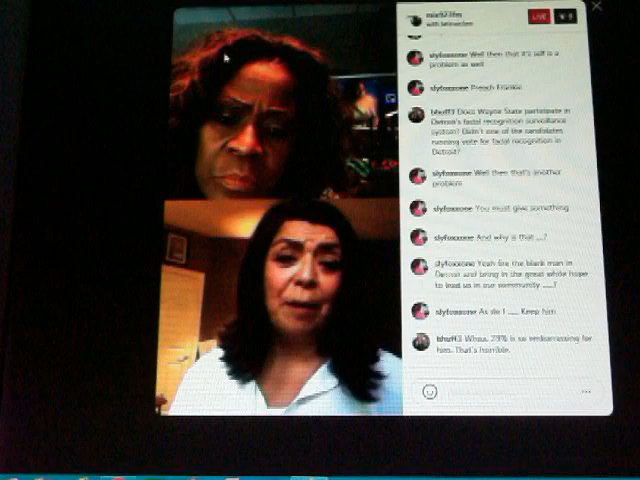 LIVE
slyfoxxone Well then that it's self is a
problem as well
slyfoxxone Preach Frankie
bhuff3 Does Wayne State participate in
Detroit's facial recognition surveillance
system? Didn't one of the candidates
running vote for facial recognition in
Detroit?
slyfoxxone Well then that's another
problem
slyfoxxone You must give something
slyfoxxone And why is that ...?
slyfoxxone Yeah fire the black man in
Detroit and bring in the great white hope
to lead us in our community ......?
slyfoxxone As do I ..... Keep him
bhuff3 Whoa. 29% is so embarrassing for
him. That's horrible.